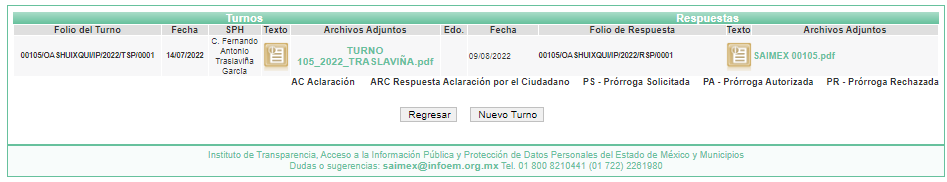 Turnos Respuestas
Folio del Turno Fecha SPH Texto Archivos Adjuntos Edo. Fecha Folio de Respuesta Texto Archivos Adjuntos
00105/OASHUIXQUI/IP/2022/TSP/0001 14/07/2022 C. Fernando Antonio Traslaviña García TURNO 105_2022_TRASLAVIÑA.pdf 09/08/2022 00105/OASHUIXQUI/IP/2022/RSP/0001 SAIMEX 00105.pdf
AC Aclaración ARC Respuesta Aclaración por el Ciudadano PS - Prórroga Solicitada PA - Prórroga Autorizada PR - Prórroga Rechazada
Regresar Nuevo Turno
Instituto de Transparencia, Acceso a la Información Pública y Protección de Datos Personales del Estado de México y Municipios
Dudas o sugerencias: saimex@infoem.org.mx Tel. 01 800 8210441 (01 722) 2261980